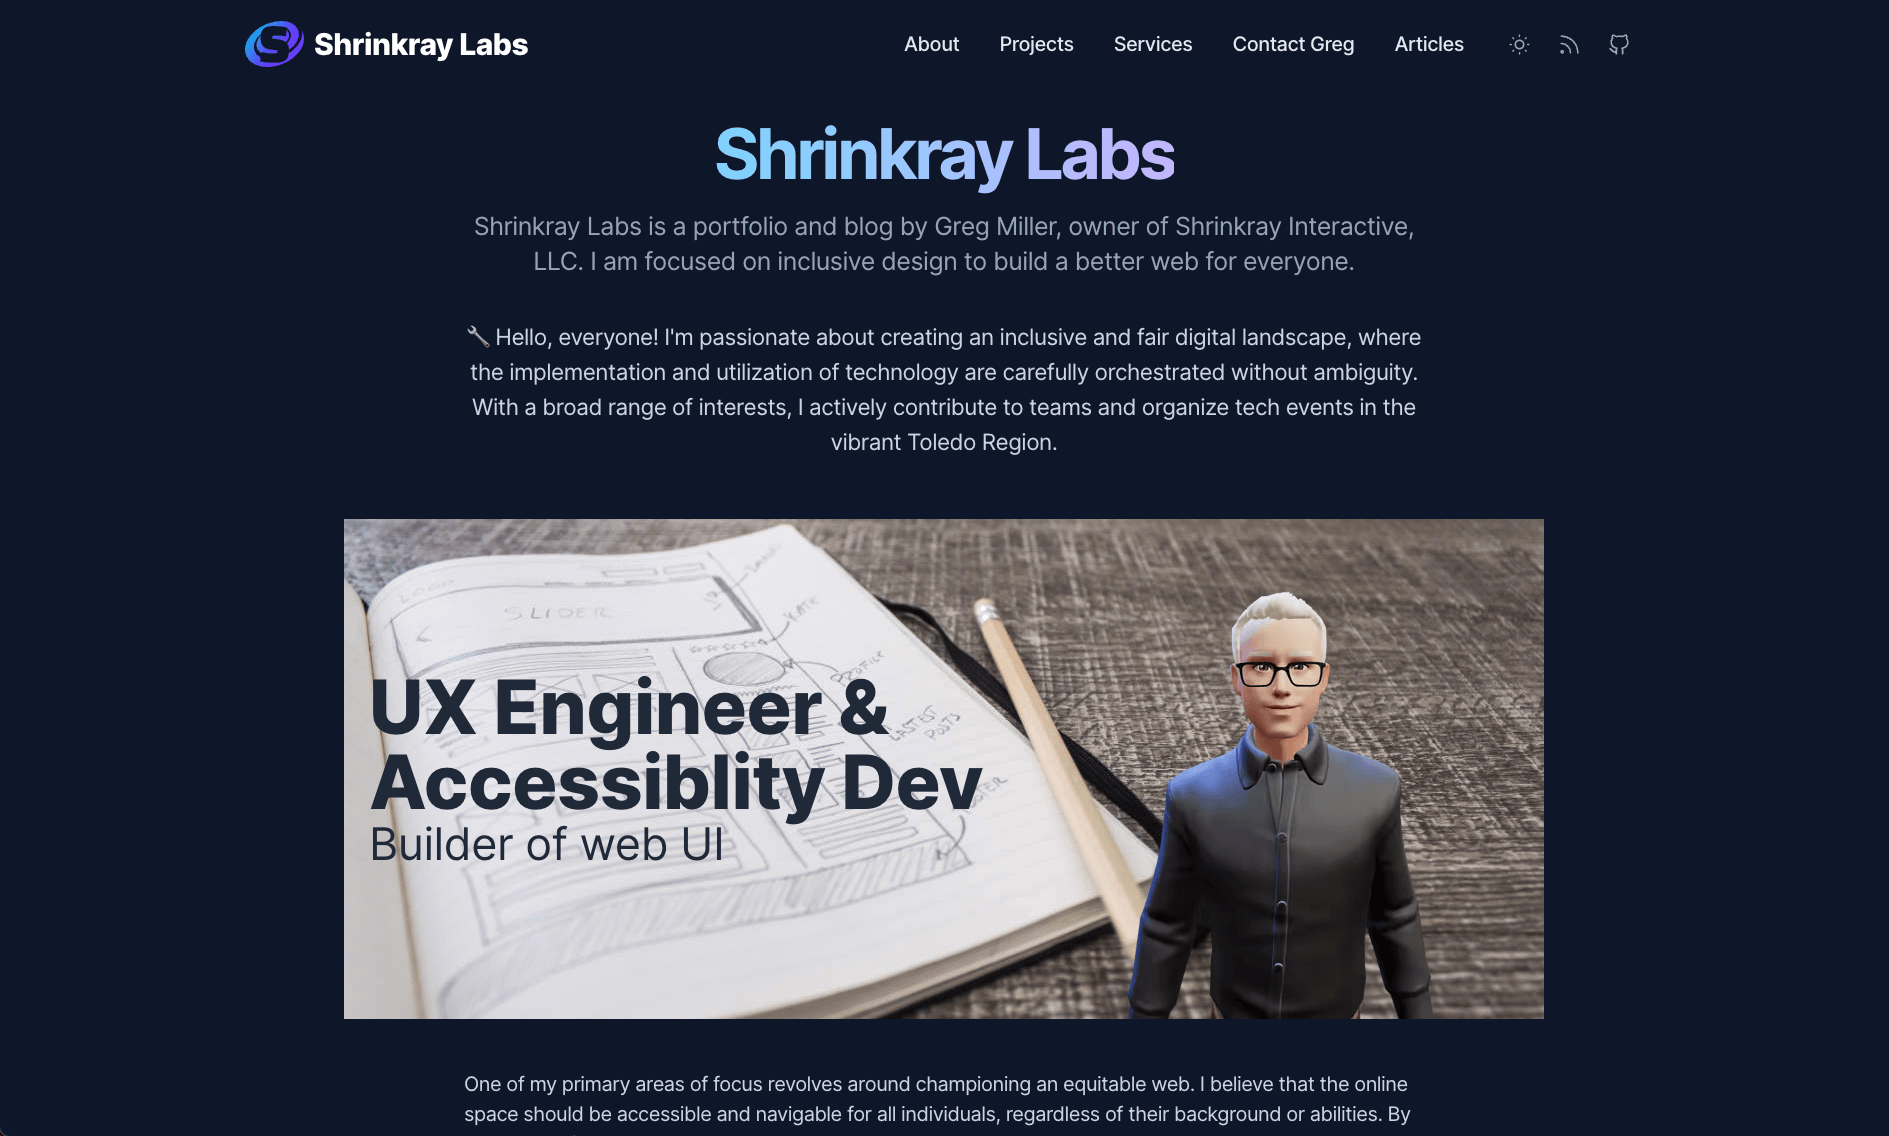 Shrinkray Labs
About Projects Services Contact Greg Articles
Shrinkray Labs
Shrinkray Labs is a portfolio and blog by Greg Miller, owner of Shrinkray Interactive,
LLC. I am focused on inclusive design to build a better web for everyone.
Hello, everyone! I'm passionate about creating an inclusive and fair digital landscape, where
the implementation and utilization of technology are carefully orchestrated without ambiguity.
With a broad range of interests, I actively contribute to teams and organize tech events in the
vibrant Toledo Region.
LOGO
SLIDER
PROFILE
LASTEST
POSTS
UX Engineer &
Accessiblity Dev
Builder of web UI
One of my primary areas of focus revolves around championing an equitable web. I believe that the online
space should be accessible and navigable for all individuals, regardless of their background or abilities. By